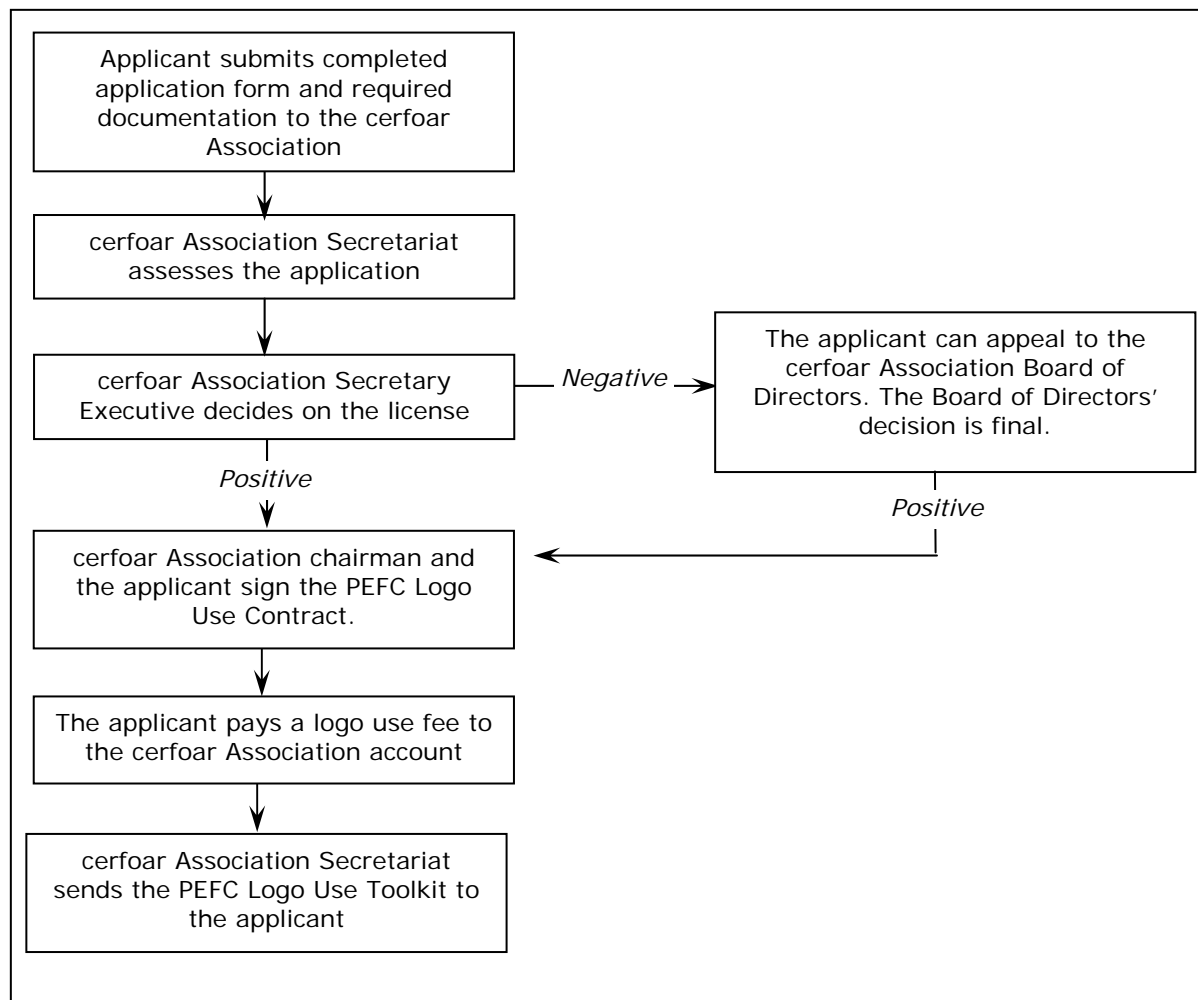 Applicant submits completed
application form and required
documentation to the cerfoar
Association
cerfoar Association Secretariat
assesses the application
cerfoar Association Secretary
Executive decides on the license
Negative
The applicant can appeal to the
cerfoar Association Board of
Directors. The Board of Directors’
decision is final.
Positive
Positive
cerfoar Association chairman and
the applicant sign the PEFC Logo
Use Contract.
The applicant pays a logo use fee to
the cerfoar Association account
cerfoar Association Secretariat
sends the PEFC Logo Use Toolkit to
the applicant